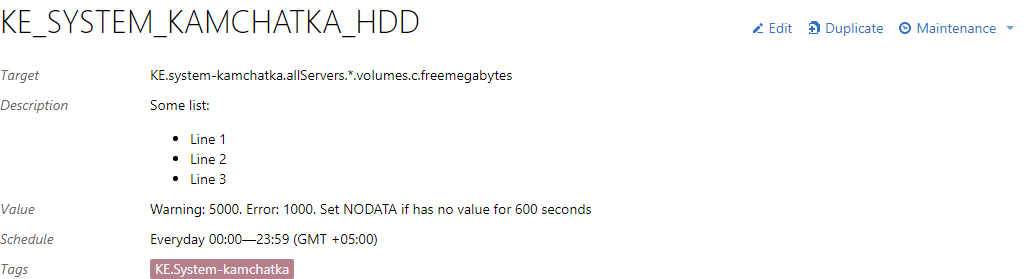 KE_SYSTEM_KAMCHATKA_HDD
Edit Duplicate Maintenance
Target KE.system-kamchatka.allServers.*.volumes.c.freemegabytes
Description Some list:
• Line 1
• Line 2
• Line 3
Value Warning: 5000. Error: 1000. Set NODATA if has no value for 600 seconds
Schedule Everyday 00:00—23:59 (GMT +05:00)
Tags KE.System-kamchatka